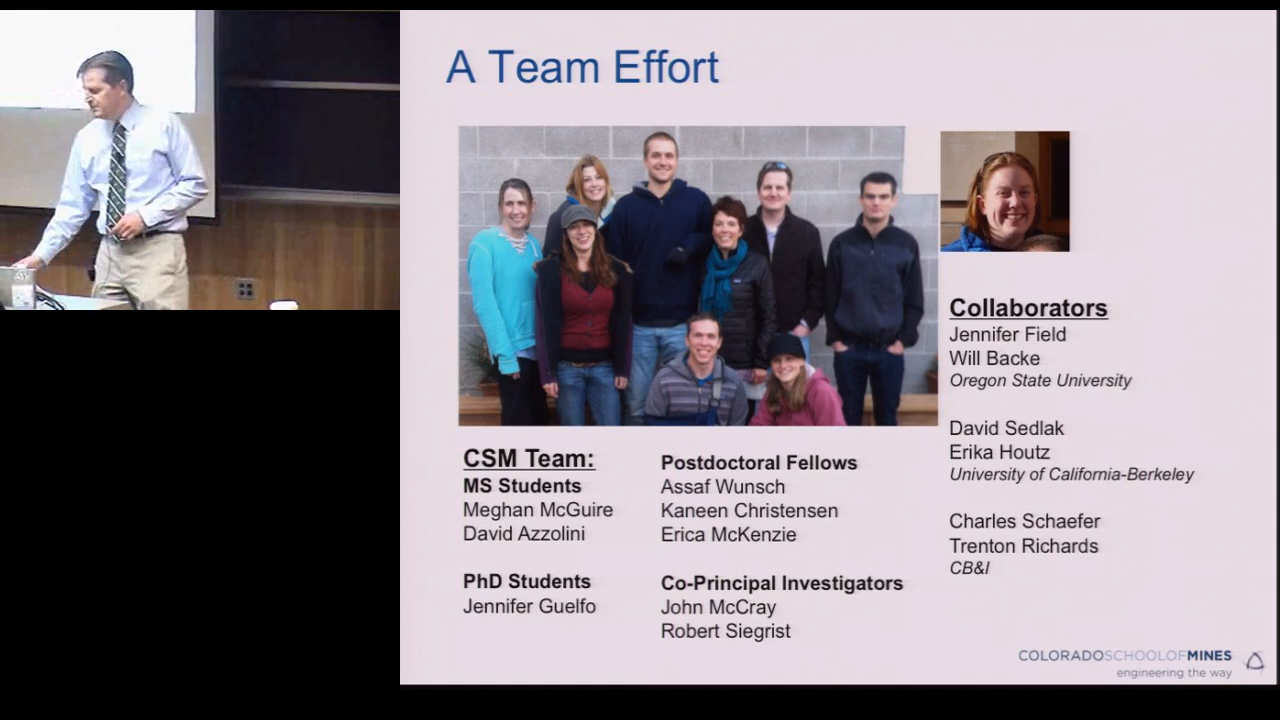 A Team Effort
CSM Team:
MS Students
Meghan McGuire
David Azzolini
PhD Students
Jennifer Guelfo
Postdoctoral Fellows
Assaf Wunsch
Kaneen Christensen
Erica McKenzie
Co-Principal Investigators
John McCray
Robert Siegrist
Collaborators
Jennifer Field
Will Backe
Oregon State University
David Sedlak
Erika Houtz
University of California-Berkeley
Charles Schaefer
Trenton Richards
CB&I
COLORADOSCHOOLOFMINES
engineering the way